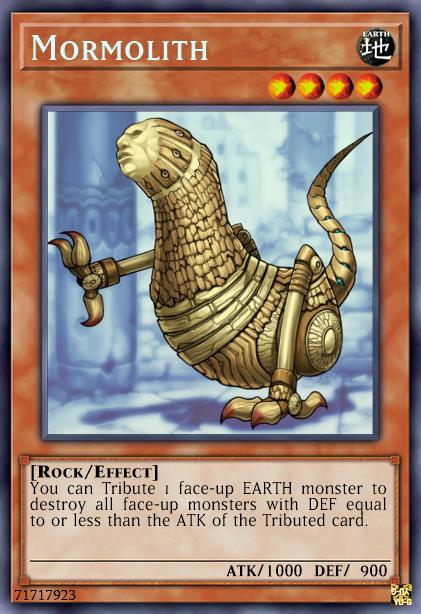 MORMOLITH
EARTH
地
[ROCK/EFFECT]
You can Tribute 1 face-up EARTH monster to
destroy all face-up monsters with DEF equal
to or less than the ATK of the Tributed card.
ATK/1000 DEF/ 900
71717923